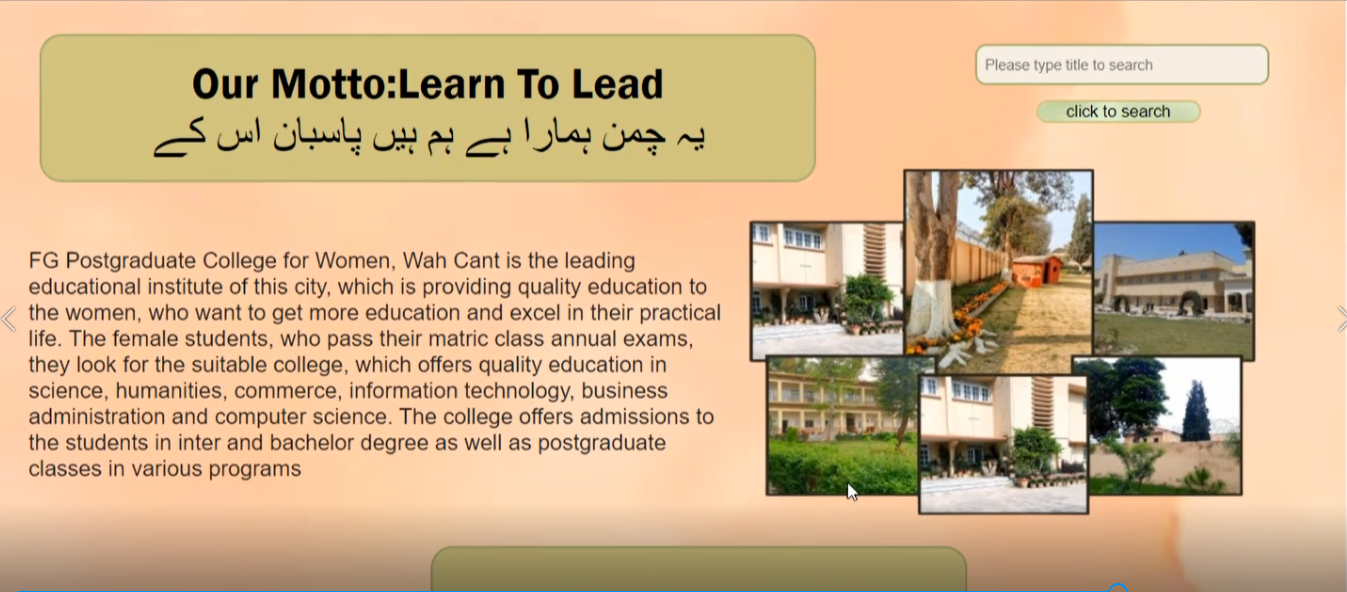 Our Motto:Learn To Lead
یہ چمن ہمارا ہے ہم ہیں پاسبان اس کے
Please type title to search
click to search
FG Postgraduate College for Women, Wah Cant is the leading
educational institute of this city, which is providing quality education to
the women, who want to get more education and excel in their practical
life. The female students, who pass their matric class annual exams,
they look for the suitable college, which offers quality education in
science, humanities, commerce, information technology, business
administration and computer science. The college offers admissions to
the students in inter and bachelor degree as well as postgraduate
classes in various programs